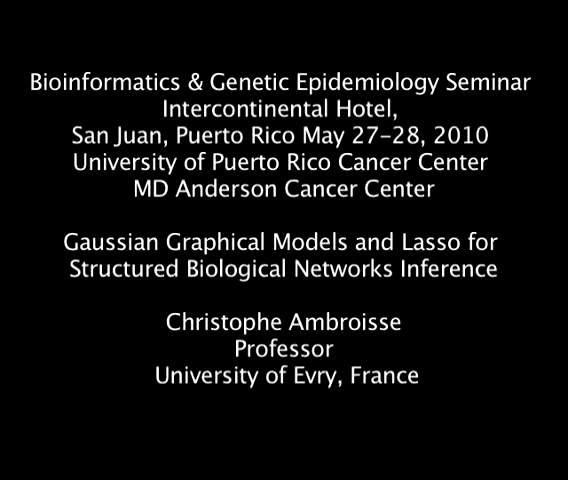 Bioinformatics & Genetic Epidemiology Seminar
Intercontinental Hotel,
San Juan, Puerto Rico May 27-28, 2010
University of Puerto Rico Cancer Center
MD Anderson Cancer Center
Gaussian Graphical Models and Lasso for
Structured Biological Networks Inference
Christophe Ambroisse
Professor
University of Evry, France